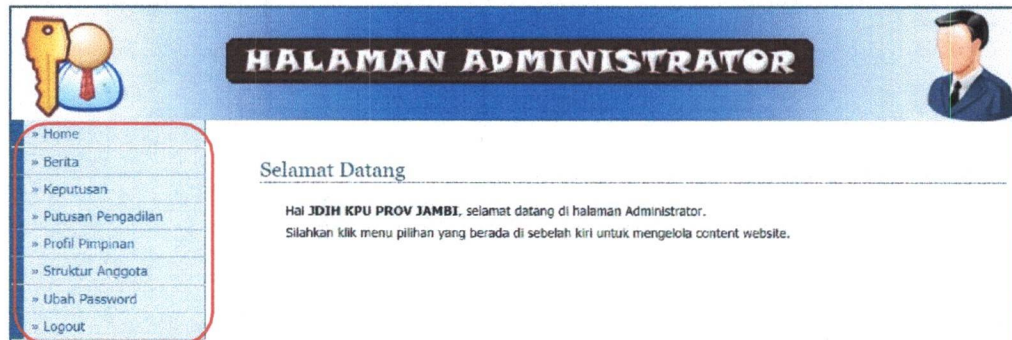 HALAMAN ADMINISTRATOR
» Home
» Berita
» Keputusan
» Putusan Pengadilan
» Profil Pimpinan
» Struktur Anggota
» Ubah Password
» Logout
Selamat Datang
Hai JDIH KPU PROV JAMBI, selamat datang di halaman Administrator.
Silahkan klik menu pilihan yang berada di sebelah kiri untuk mengelola content website.